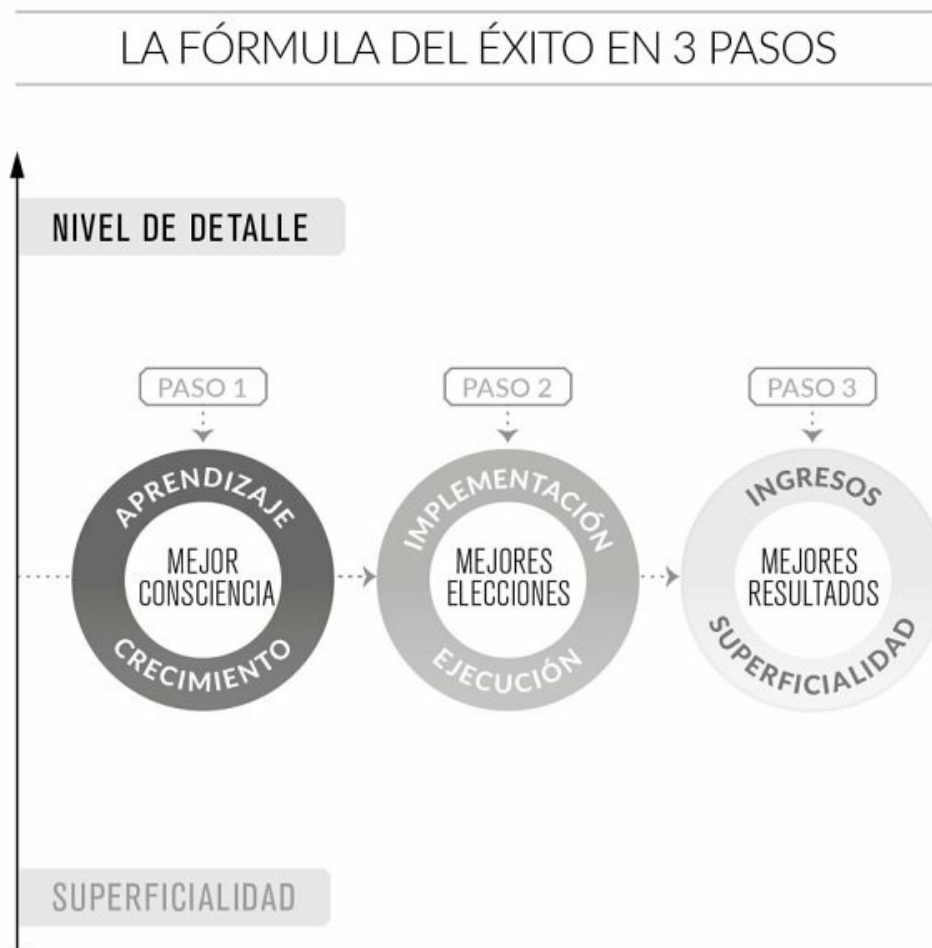 LA FÓRMULA DEL ÉXITO EN 3 PASOS
NIVEL DE DETALLE
PASO 1
PASO 2
PASO 3
APRENDIZAJE
MEJOR
CONSCIENCIA
CRECIMIENTO
IMPLEMENTACIÓN
MEJORES
ELECCIONES
EJECUCIÓN
INGRESOS
MEJORES
RESULTADOS
SUPERFICIALIDAD
SUPERFICIALIDAD